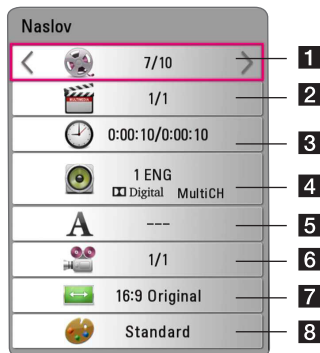 Naslov
7/10 1
MULTIMEDIA 1/1 2
0:00:10/0:00:10 3
1 ENG
Digital MultiCH 4
A --- 5
1/1 6
16:9 Original 7
Standard 8